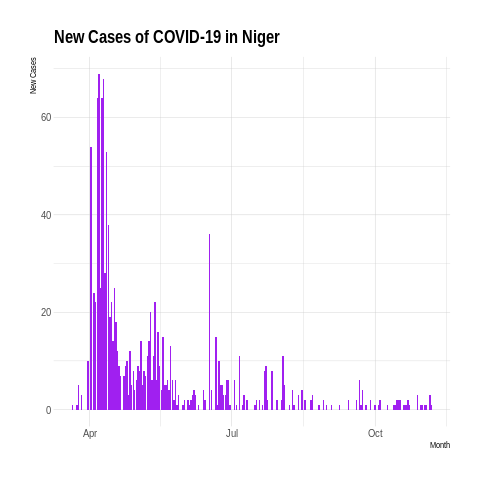 New Cases of COVID-19 in Niger
New Cases
60
40
20
0
Apr
Jul
Oct
Month